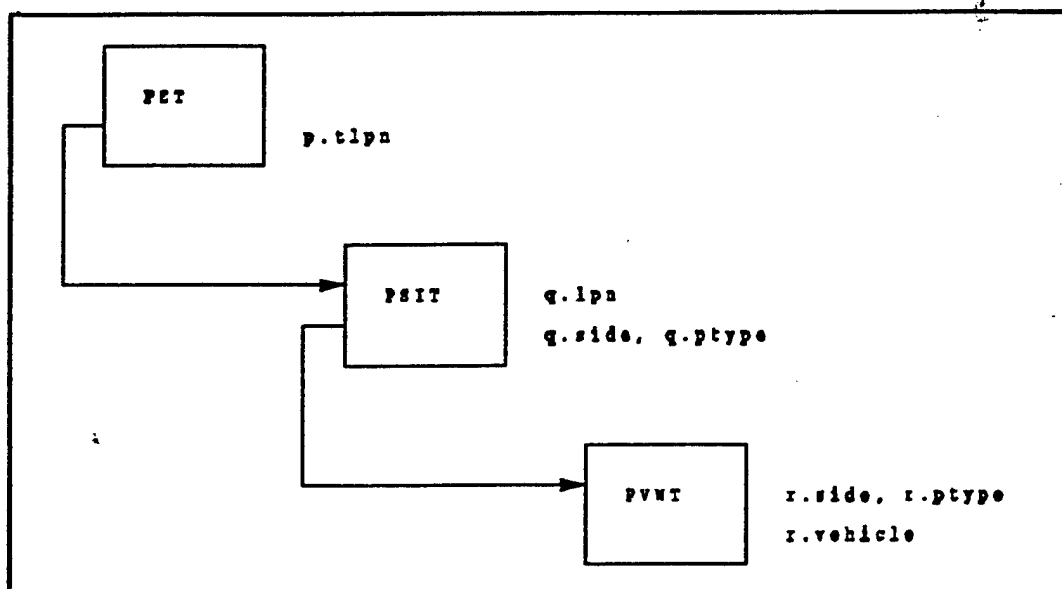 PET
p.tlpn
PSIT
q.lpn
q.side, q.ptype
PVNT
r.side, r.ptype
r.vehicle